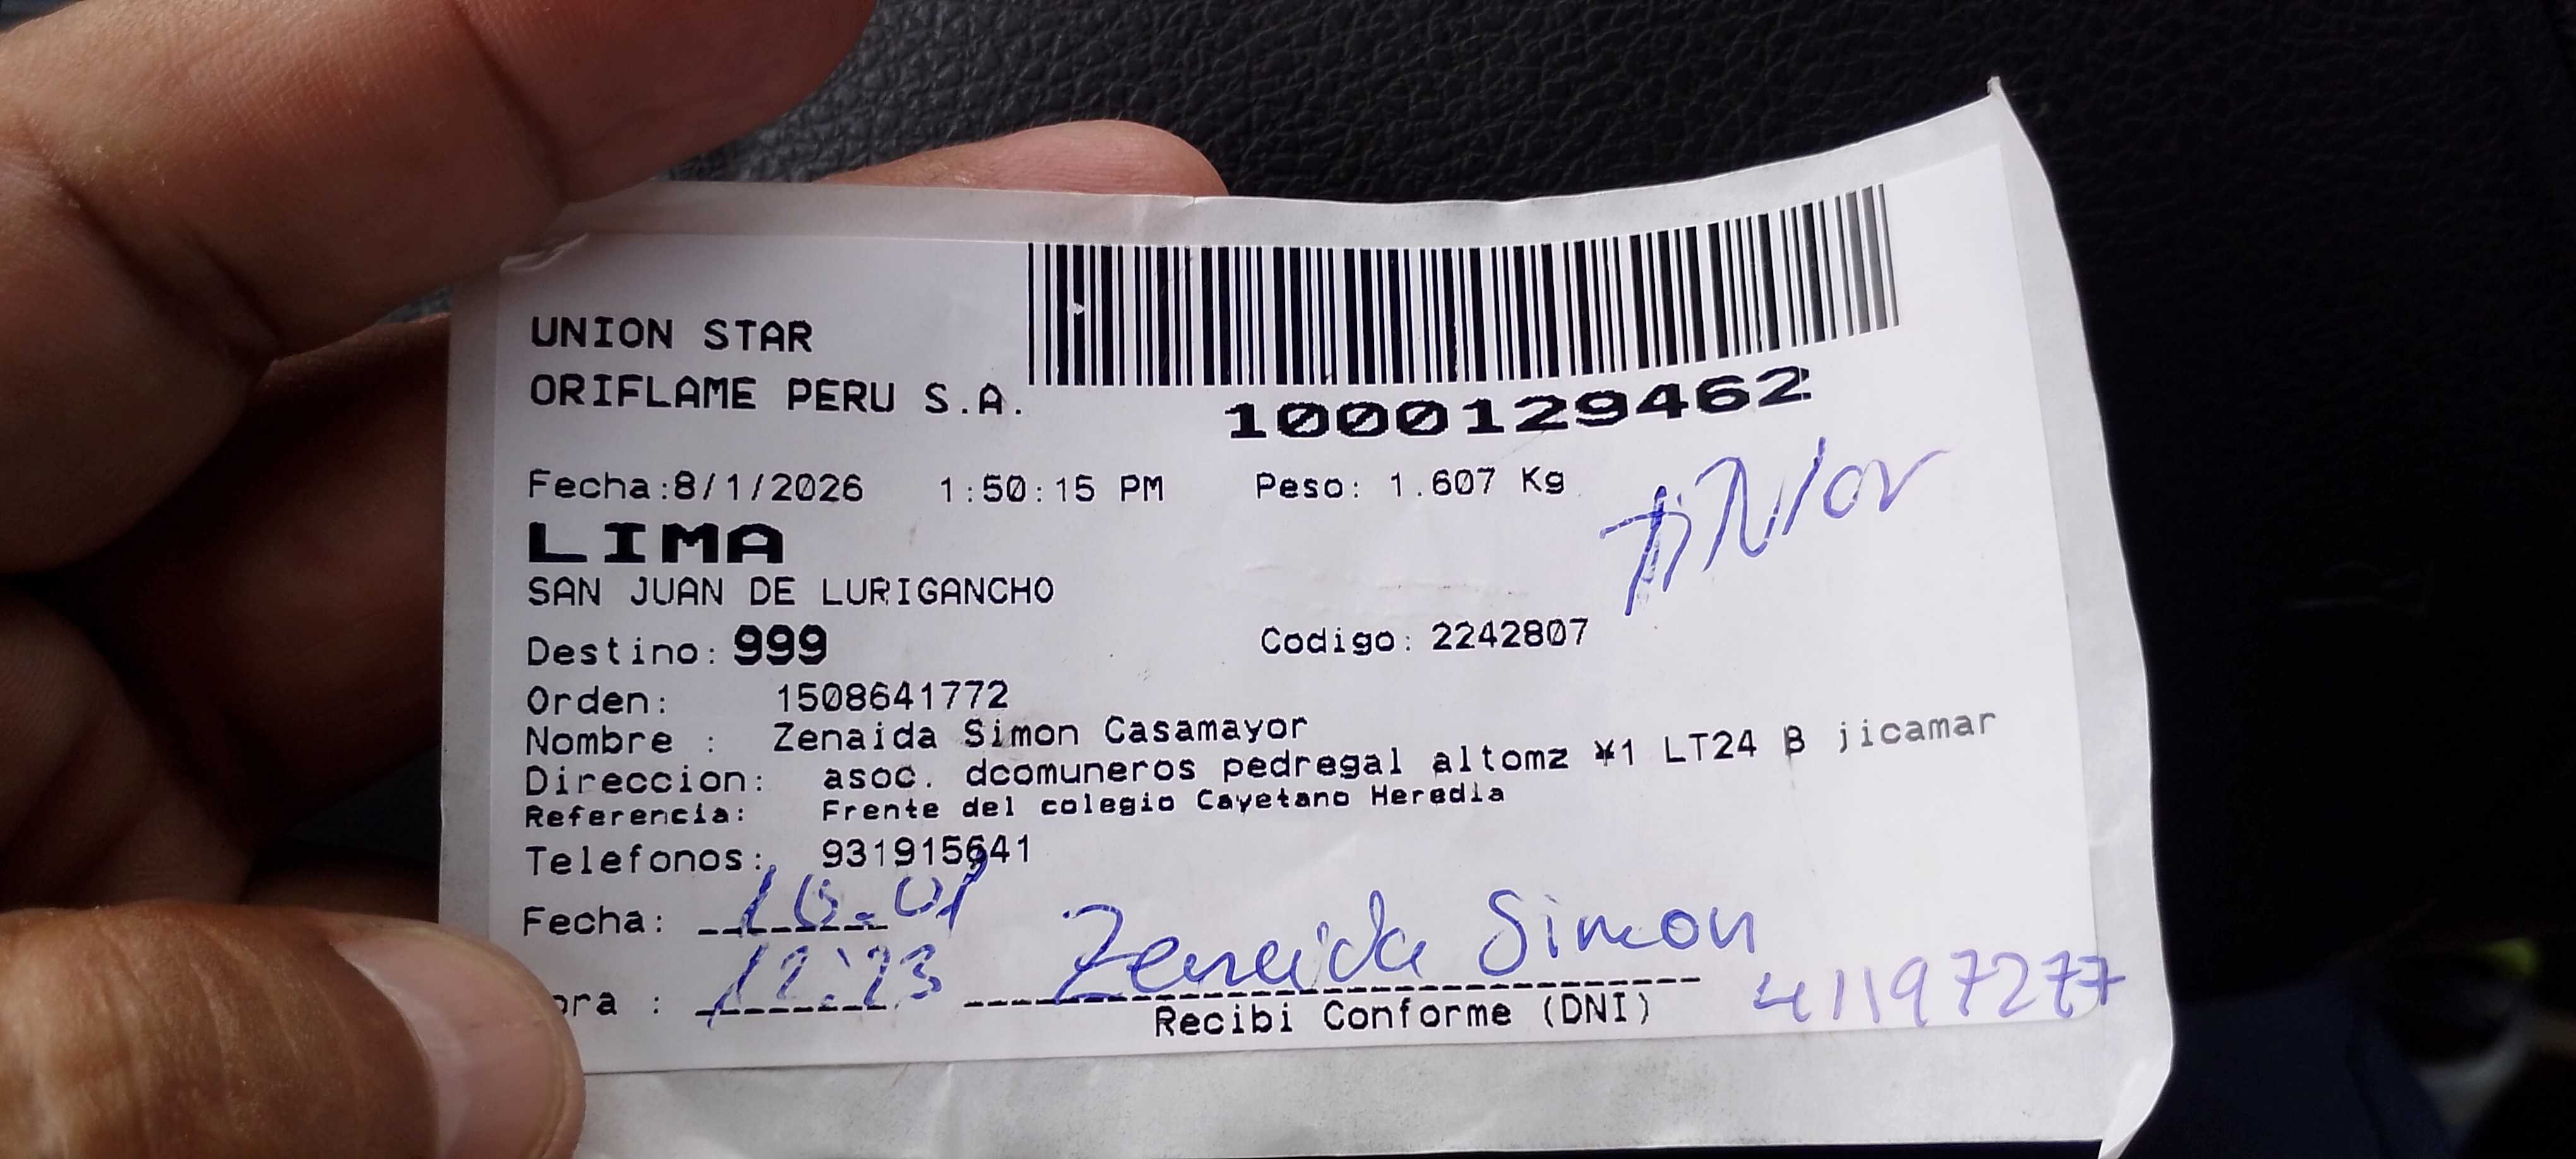 UNION STAR
ORIFLAME PERU S.A.
1000129462
Fecha:8/1/2026 1:50:15 PM Peso: 1.607 Kg
LIMA
SAN JUAN DE LURIGANCHO
Destino: 999 Codigo: 2242807
Orden: 1508641772
Nombre : Zenaida Simon Casamayor
Direccion: asoc. dcomuneros pedregal altomz ¥1 LT24 B jicamar
Referencia: Frente del colegio Cayetano Heredia
Telefonos: 931915641
Fecha:
ora : 12:23 Zenaida Simon
Recibi Conforme (DNI) 41197277